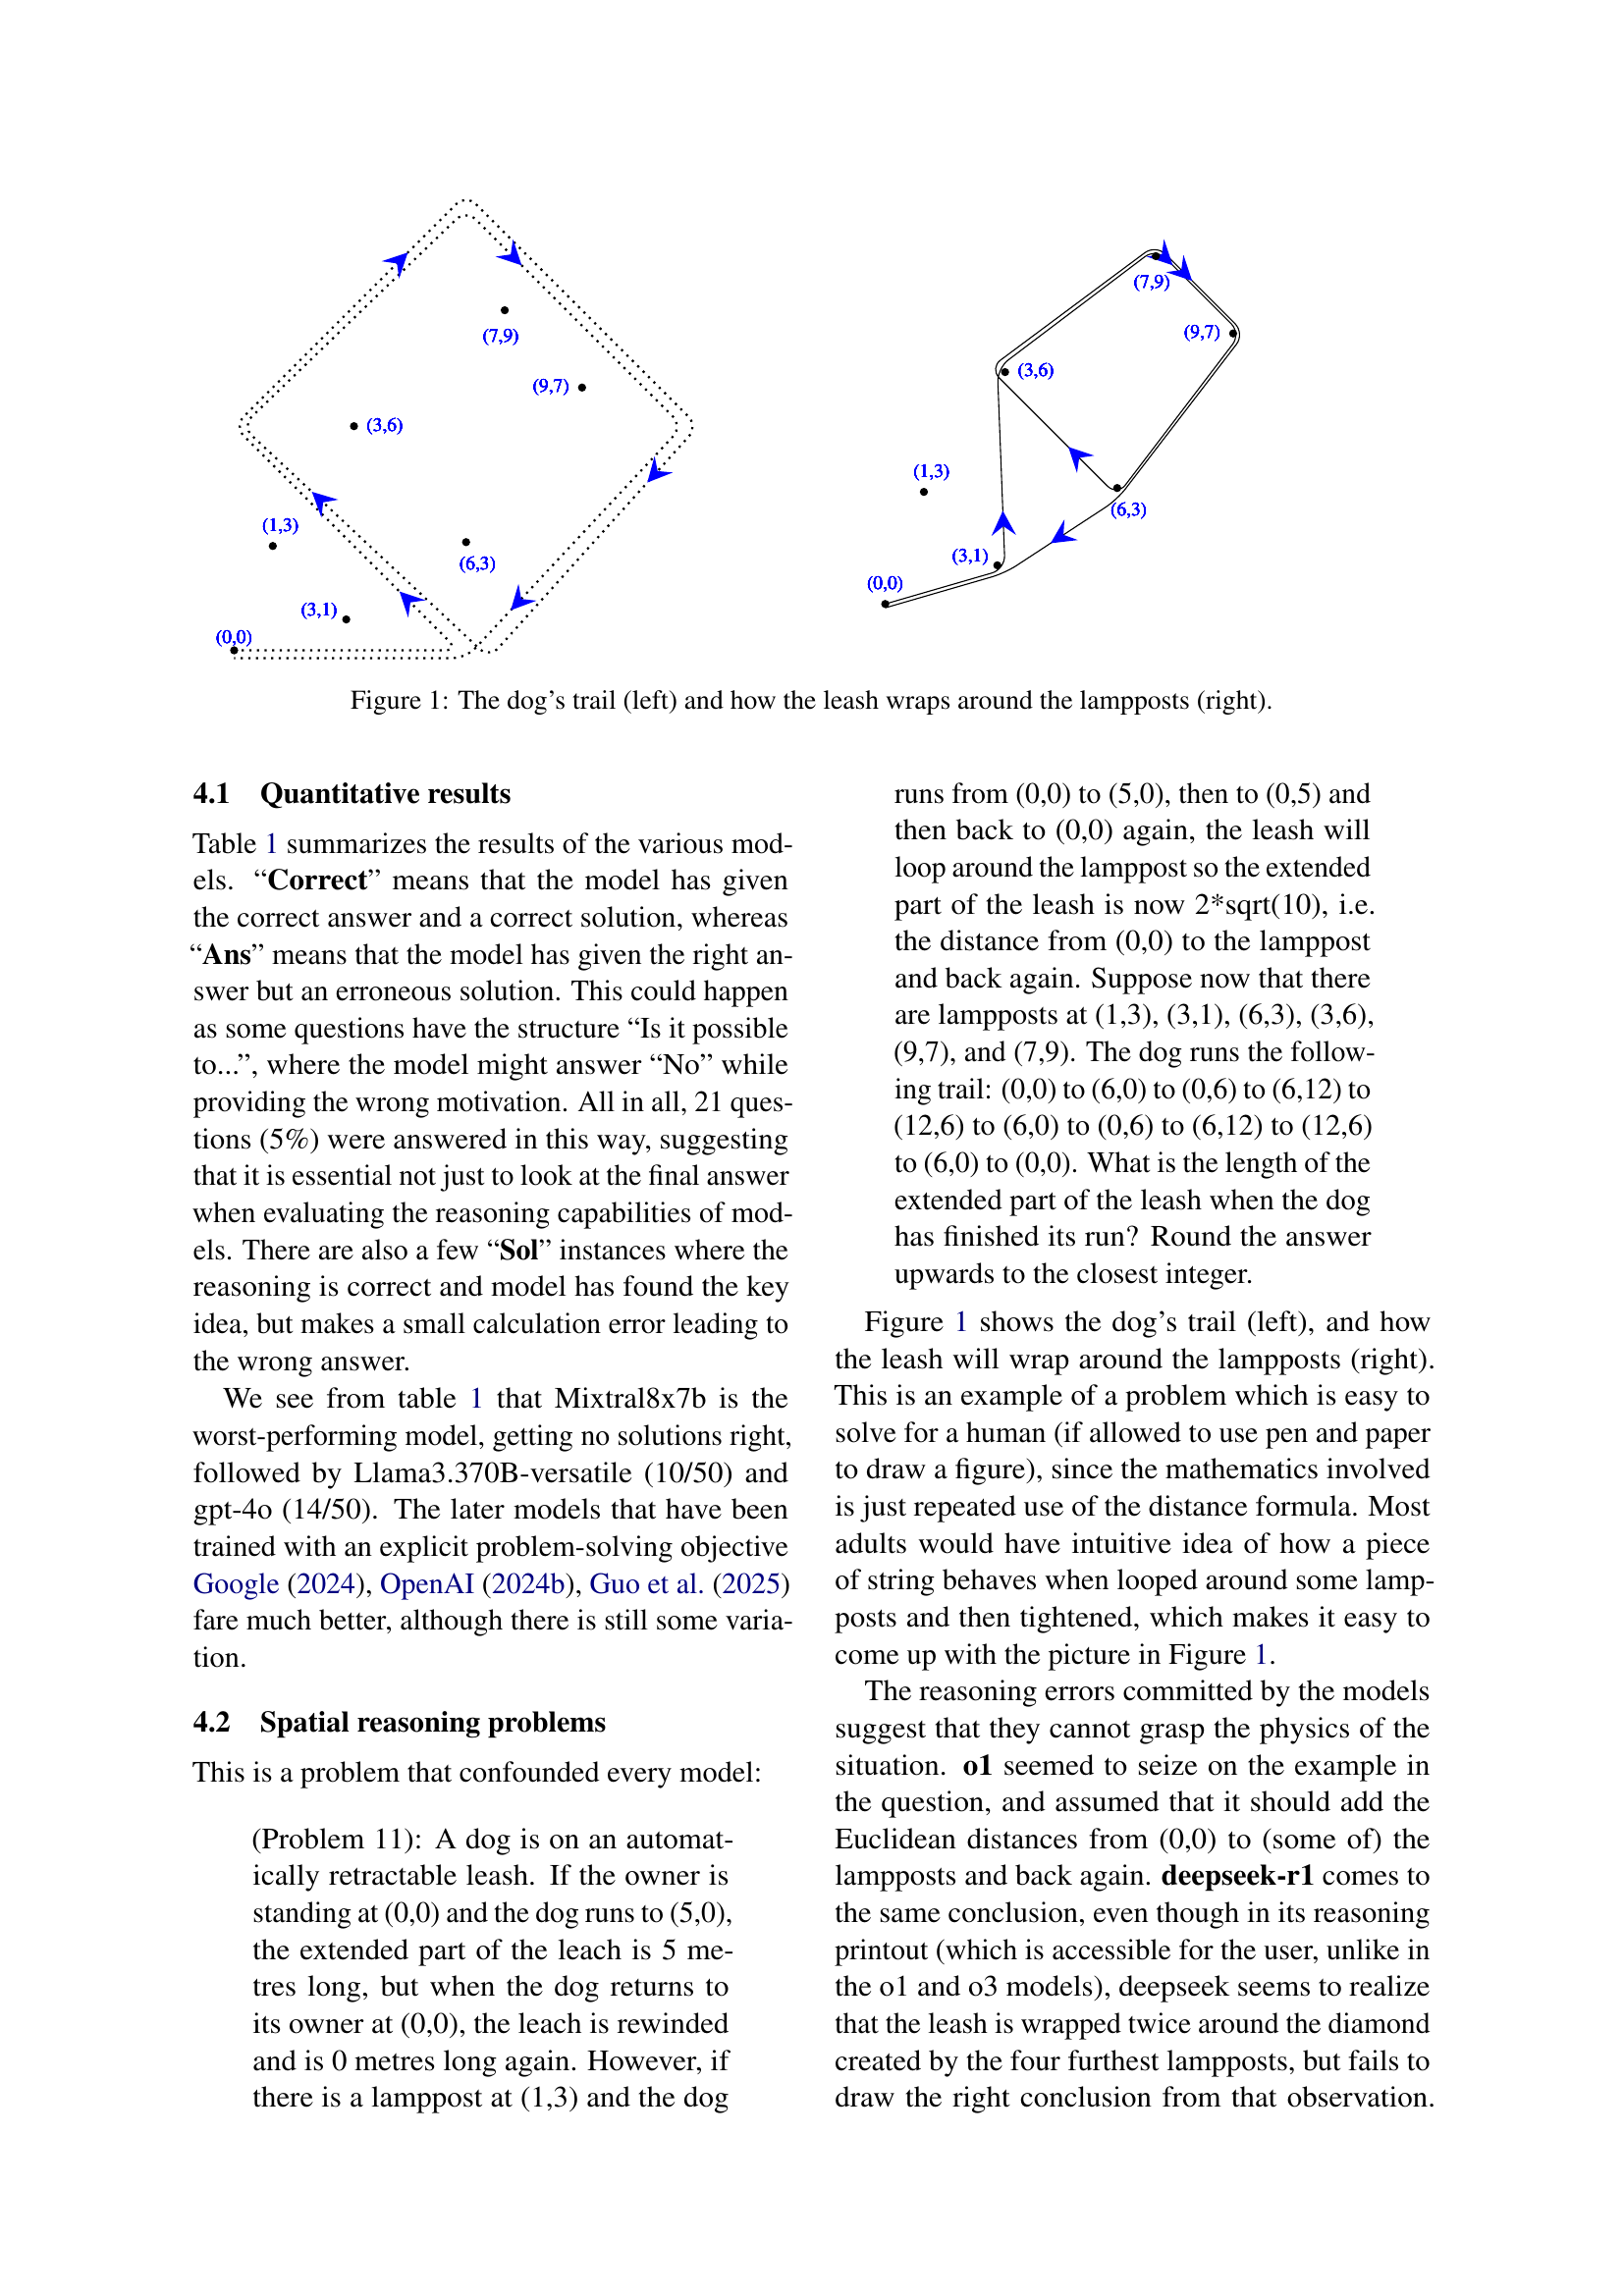 (7,9)
(9,7)
(3,6)
(1,3)
(6,3)
(3,1)
(0,0)
(7,9)
(9,7)
(3,6)
(1,3)
(6,3)
(3,1)
(0,0)
Figure 1: The dog's trail (left) and how the leash wraps around the lampposts (right).
4.1 Quantitative results
Table 1 summarizes the results of the various mod-
els. “Correct” means that the model has given
the correct answer and a correct solution, whereas
“Ans” means that the model has given the right an-
swer but an erroneous solution. This could happen
as some questions have the structure “Is it possible
to...”, where the model might answer “No” while
providing the wrong motivation. All in all, 21 ques-
tions (5%) were answered in this way, suggesting
that it is essential not just to look at the final answer
when evaluating the reasoning capabilities of mod-
els. There are also a few “Sol” instances where the
reasoning is correct and model has found the key
idea, but makes a small calculation error leading to
the wrong answer.
We see from table 1 that Mixtral8x7b is the
worst-performing model, getting no solutions right,
followed by Llama3.370B-versatile (10/50) and
gpt-4o (14/50). The later models that have been
trained with an explicit problem-solving objective
Google (2024), OpenAI (2024b), Guo et al. (2025)
fare much better, although there is still some varia-
tion.
4.2 Spatial reasoning problems
This is a problem that confounded every model:
(Problem 11): A dog is on an automat-
ically retractable leash. If the owner is
standing at (0,0) and the dog runs to (5,0),
the extended part of the leach is 5 me-
tres long, but when the dog returns to
its owner at (0,0), the leach is rewinded
and is 0 metres long again. However, if
there is a lamppost at (1,3) and the dog
runs from (0,0) to (5,0), then to (0,5) and
then back to (0,0) again, the leash will
loop around the lamppost so the extended
part of the leash is now 2*sqrt(10), i.e.
the distance from (0,0) to the lamppost
and back again. Suppose now that there
are lampposts at (1,3), (3,1), (6,3), (3,6),
(9,7), and (7,9). The dog runs the follow-
ing trail: (0,0) to (6,0) to (0,6) to (6,12) to
(12,6) to (6,0) to (0,6) to (6,12) to (12,6)
to (6,0) to (0,0). What is the length of the
extended part of the leash when the dog
has finished its run? Round the answer
upwards to the closest integer.
Figure 1 shows the dog's trail (left), and how
the leash will wrap around the lampposts (right).
This is an example of a problem which is easy to
solve for a human (if allowed to use pen and paper
to draw a figure), since the mathematics involved
is just repeated use of the distance formula. Most
adults would have intuitive idea of how a piece
of string behaves when looped around some lamp-
posts and then tightened, which makes it easy to
come up with the picture in Figure 1.
The reasoning errors committed by the models
suggest that they cannot grasp the physics of the
situation. o1 seemed to seize on the example in
the question, and assumed that it should add the
Euclidean distances from (0,0) to (some of) the
lampposts and back again. deepseek-r1 comes to
the same conclusion, even though in its reasoning
printout (which is accessible for the user, unlike in
the o1 and o3 models), deepseek seems to realize
that the leash is wrapped twice around the diamond
created by the four furthest lampposts, but fails to
draw the right conclusion from that observation.